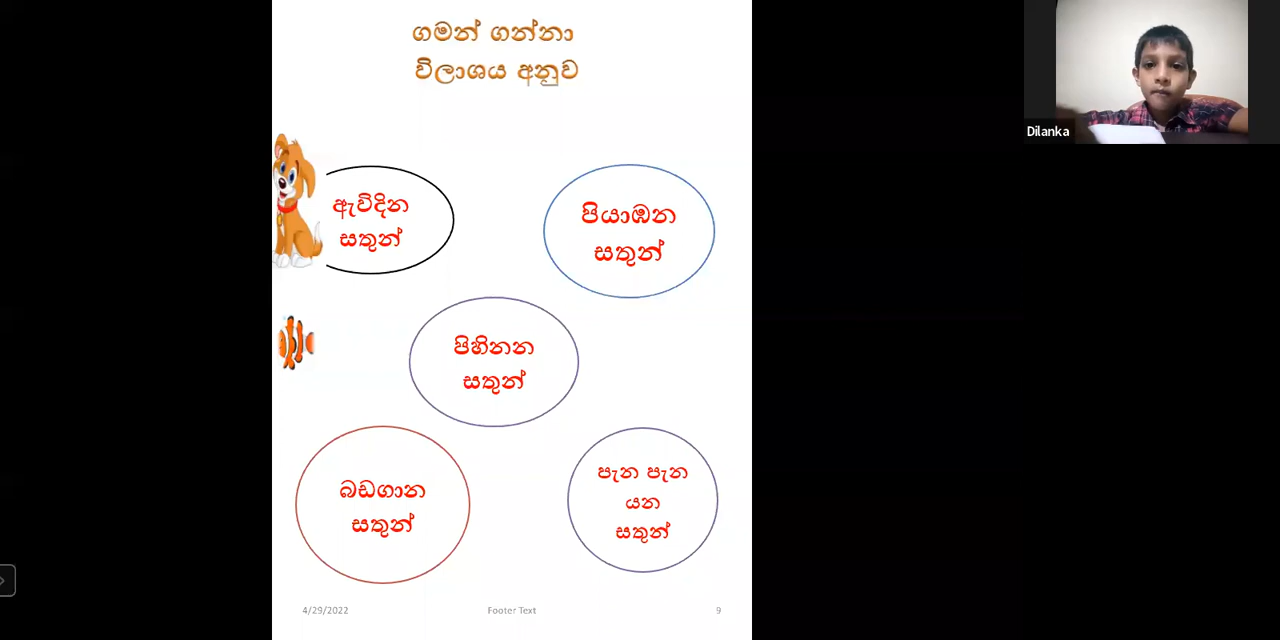 ගමන් ගන්නා
විලාශය අනුව
Dilanka
ඇවිදින
සතුන්
පියාඹන
සතුන්
පිහිනන
සතුන්
බඩගාන
සතුන්
පැන පැන
යන
සතුන්
4/29/2022
Footer Text
9